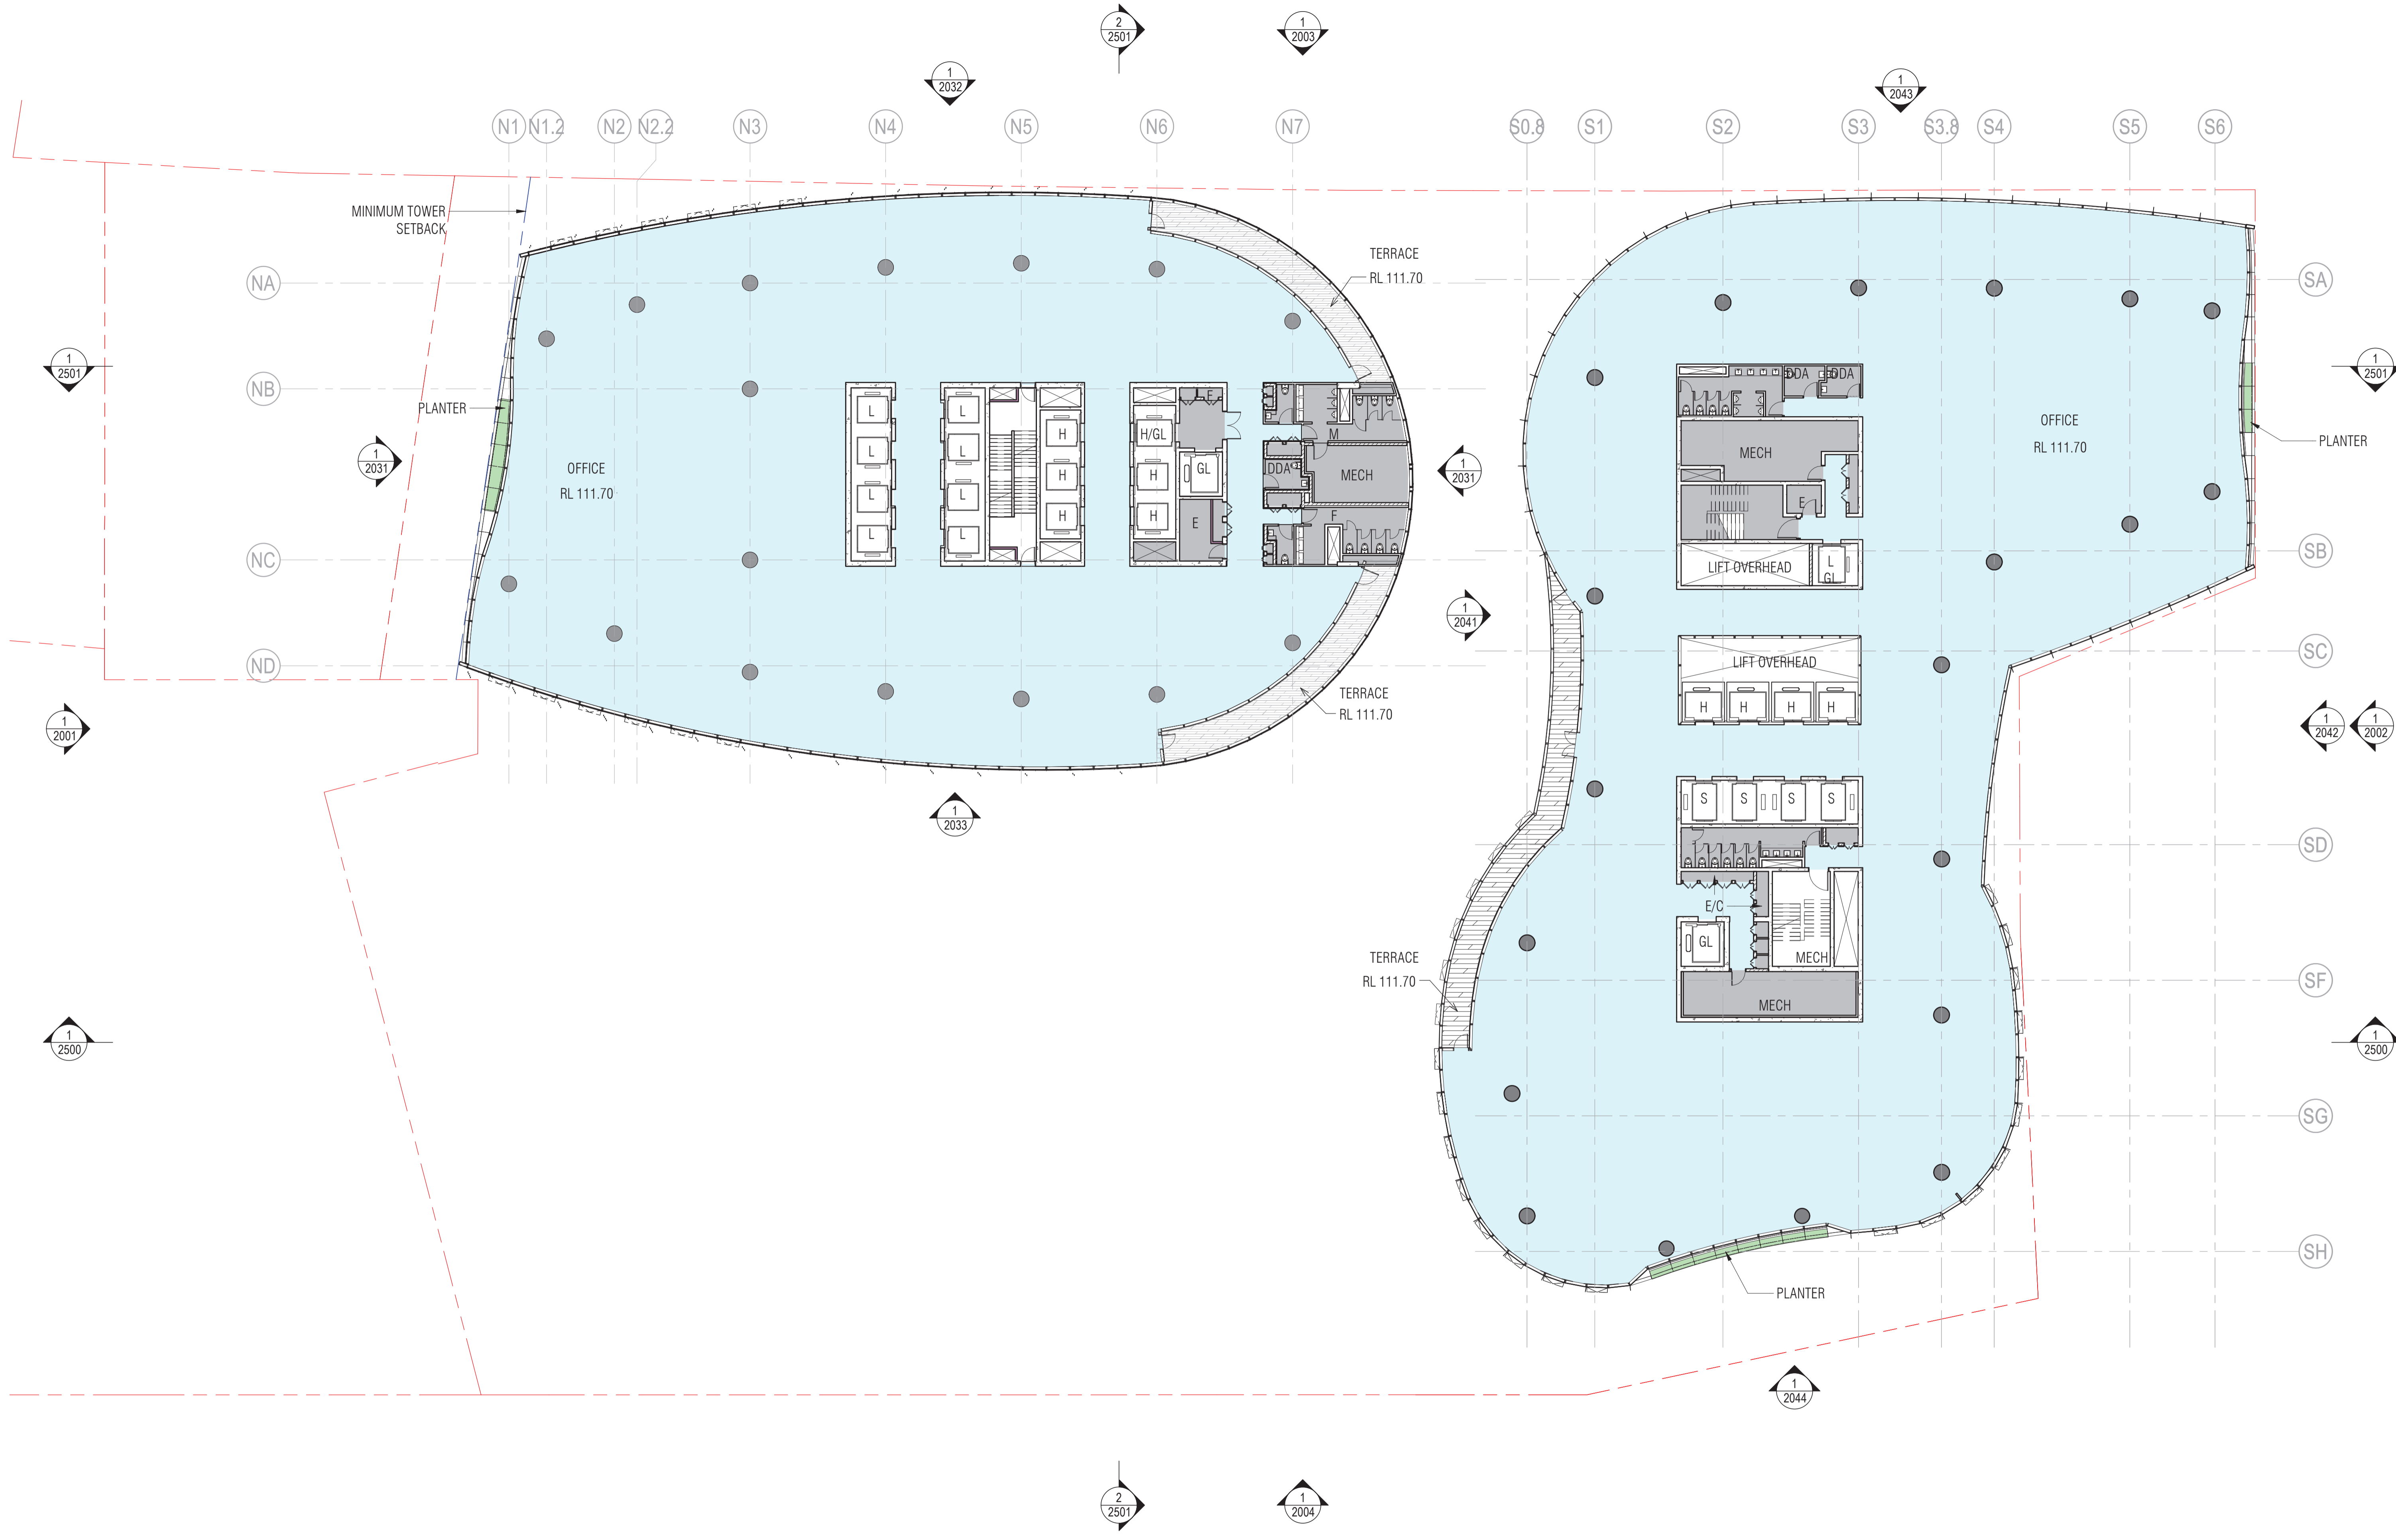 2
2501
1
2003
1
2032
1
2043
N1
N1.2
N2
N2.2
N3
N4
N5
N6
N7
S0.8
S1
S2
S3
S3.8
S4
S5
S6
MINIMUM TOWER
SETBACK
TERRACE
RL 111.70
NA
SA
1
2501
1
2501
DDA
DDA
NB
E
PLANTER
L
L
H
H/GL
M
OFFICE
RL 111.70
PLANTER
1
2031
L
L
MECH
1
2031
OFFICE
RL 111.70
H
H
GL
DDA
MECH
L
L
H
H
E
F
E
L
L
NC
SB
LIFT OVERHEAD
L
GL
1
2041
ND
SC
LIFT OVERHEAD
TERRACE
RL 111.70
H
H
H
H
1
2001
1
2042
1
2002
S
S
S
S
1
2033
SD
E/C
GL
MECH
TERRACE
RL 111.70
SF
MECH
1
2500
1
2500
SG
SH
PLANTER
1
2044
2
2501
1
2004